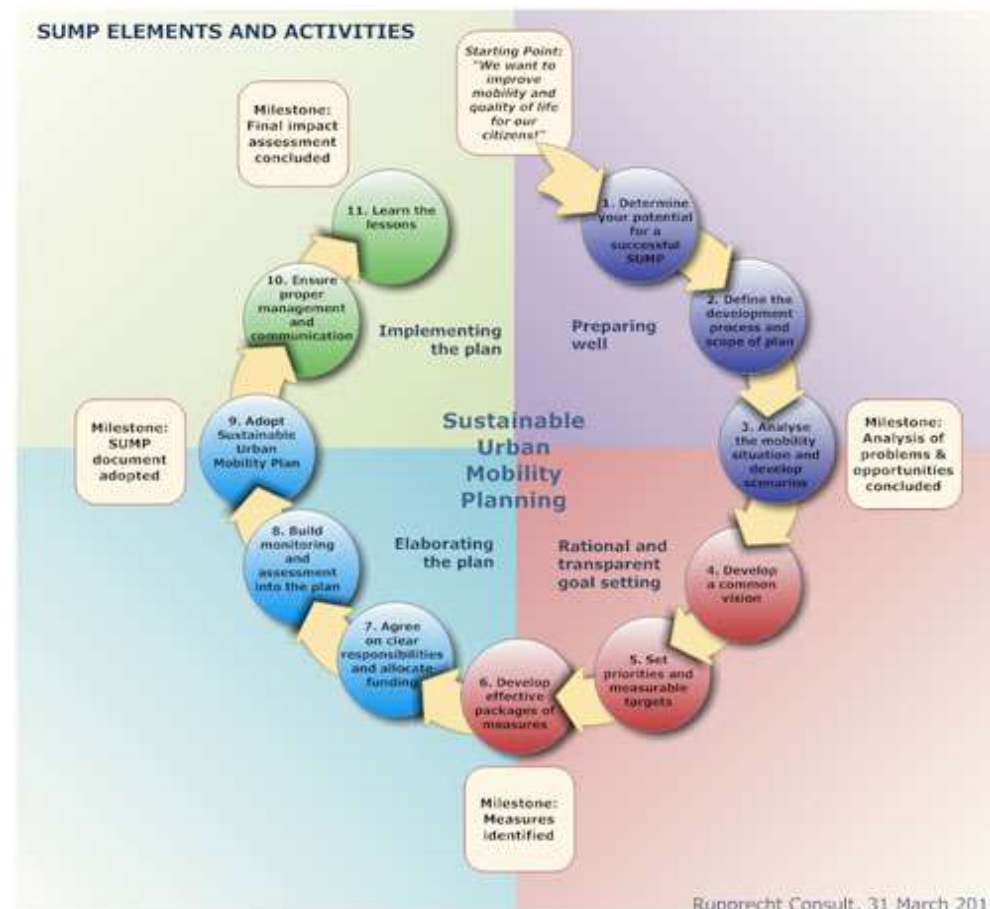 SUMP ELEMENTS AND ACTIVITIES
Starting Point:
"We want to
improve
mobility and
quality of life
for our
citizens!"
Milestone:
Final impact
assessment
concluded
1. Determine
your potential
for a
successful
SUMP
2. Define the
development
process and
scope of plan
3. Analyse
the mobility
situation and
develop
scenarios
Milestone:
Analysis of
problems &
opportunities
concluded
4. Develop
a common
vision
5. Set
priorities and
measurable
targets
6. Develop
effective
packages of
measures
Milestone:
Measures
identified
7. Agree
on clear
responsibilities
and allocate
funding
8. Build
monitoring
and
assessment
into the plan
9. Adopt
Sustainable
Urban
Mobility Plan
Milestone:
SUMP
document
adopted
10. Ensure
proper
management
and
communication
11. Learn the
lessons
Implementing
the plan
Preparing
well
Sustainable
Urban
Mobility
Planning
Elaborating
the plan
Rational and
transparent
goal setting
Rupprecht Consult, 31 March 201